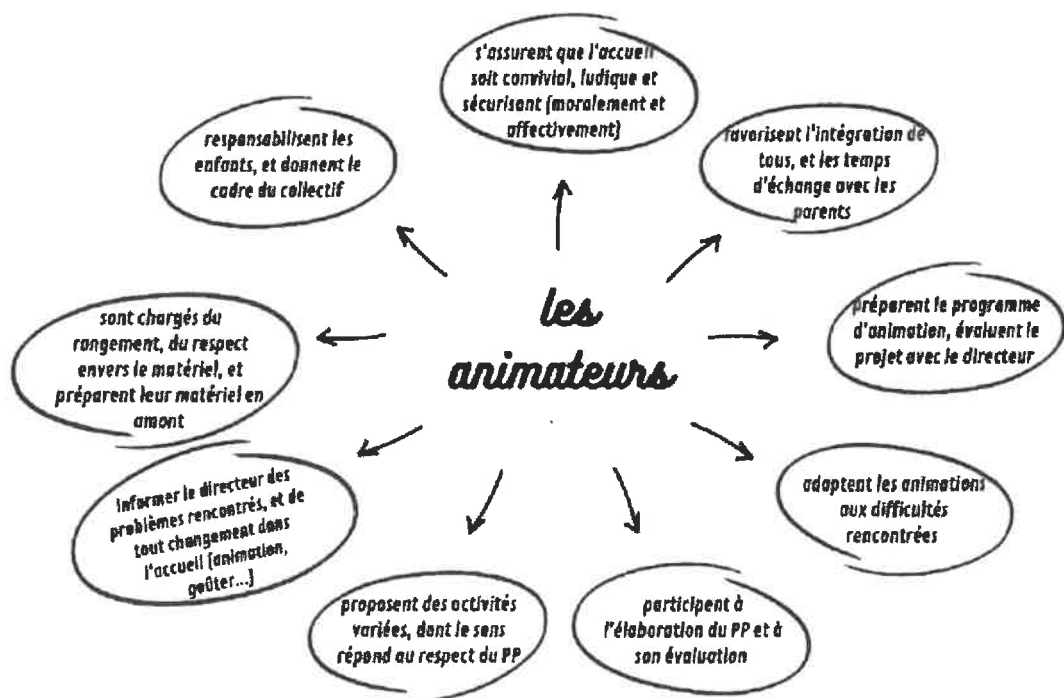 s'assurent que l'accueil
soit convivial, ludique et
sécurisant (moralement et
affectivement)
favorisent l'intégration de
tous, et les temps
d'échange avec les
parents
préparent le programme
d'animation, évaluent le
projet avec le directeur
adaptent les animations
aux difficultés
rencontrées
participent à
l'élaboration du PP et à
son évaluation
proposent des activités
variées, dont le sens
répond au respect du PP
informer le directeur des
problèmes rencontrés, et de
tout changement dans
l'accueil (animation,
goûter...)
sont chargés du
rangement, du respect
envers le matériel, et
préparent leur matériel en
amont
responsabilisent les
enfants, et donnent le
cadre du collectif
les
animateurs